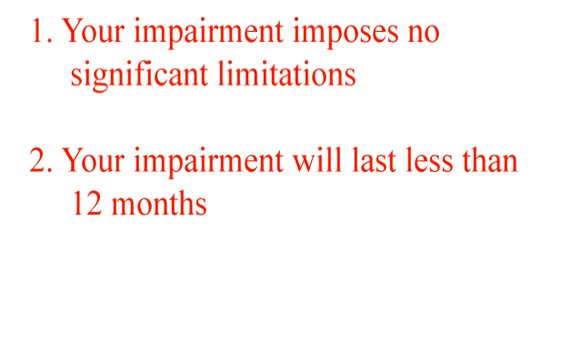 1. Your impairment imposes no
significant limitations
2. Your impairment will last less than
12 months